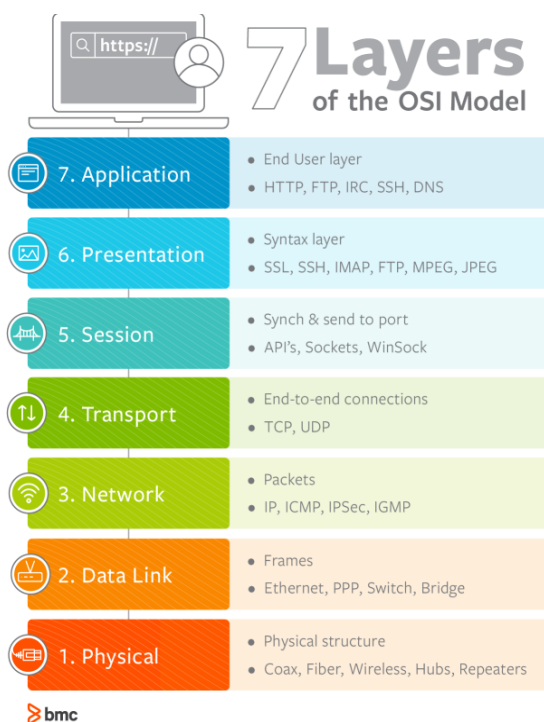 https://
7 Layers
of the OSI Model
7. Application
• End User layer
• HTTP, FTP, IRC, SSH, DNS
6. Presentation
• Syntax layer
• SSL, SSH, IMAP, FTP, MPEG, JPEG
5. Session
• Synch & send to port
• API's, Sockets, WinSock
4. Transport
• End-to-end connections
• TCP, UDP
3. Network
• Packets
• IP, ICMP, IPSec, IGMP
2. Data Link
• Frames
• Ethernet, PPP, Switch, Bridge
1. Physical
• Physical structure
• Coax, Fiber, Wireless, Hubs, Repeaters
bmc